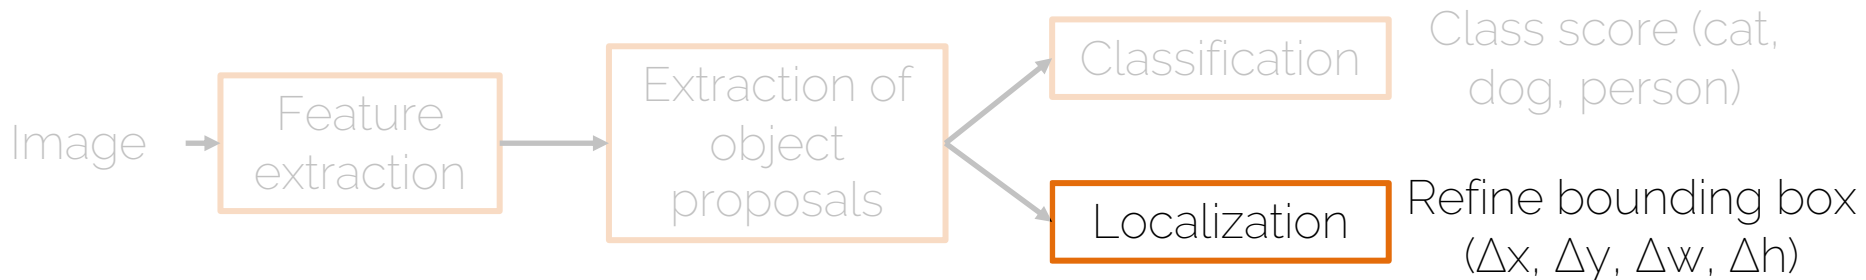 Image
Feature
extraction
Extraction of
object
proposals
Classification
Class score (cat,
dog, person)
Localization
Refine bounding box
(Δx, Δy, Δw, Δh)